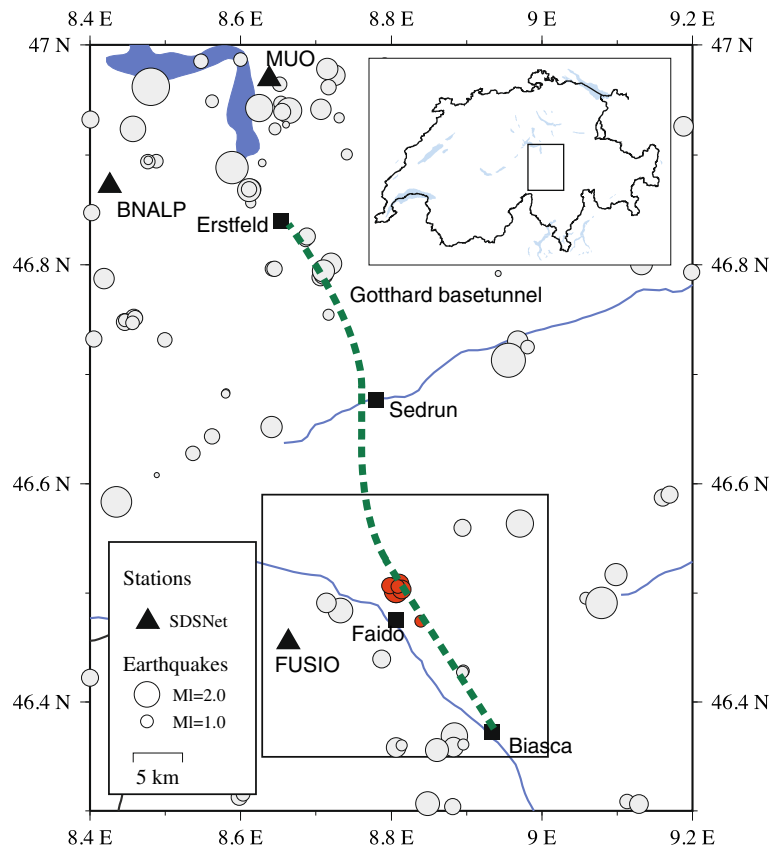 8.4 E 8.6 E 8.8 E 9 E 9.2 E
47 N 47 N
MUO
BNALP
Erstfeld
46.8 N 46.8 N
Gotthard basetunnel
Sedrun
46.6 N 46.6 N
Stations
SDSNet
Faido
FUSIO
Earthquakes
Ml=2.0
46.4 N 46.4 N
Ml=1.0
Biasca
5 km
8.4 E 8.6 E 8.8 E 9 E 9.2 E